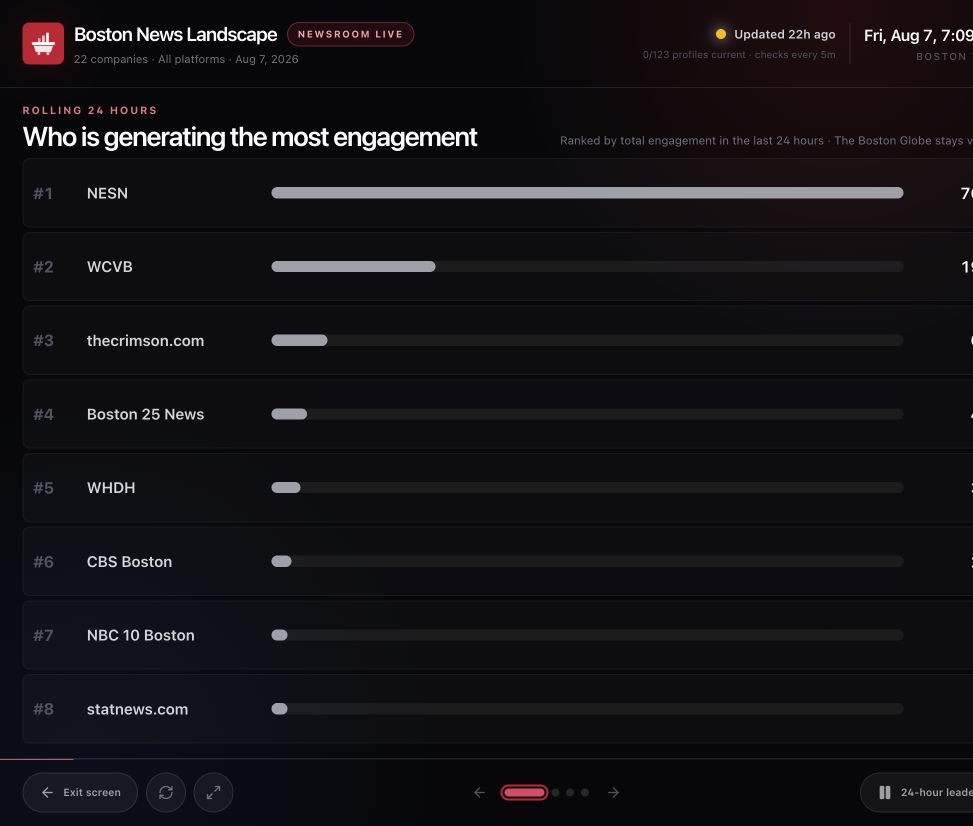 Boston News Landscape
NEWSROOM LIVE
22 companies · All platforms · Aug 7, 2026
Updated 22h ago
0/123 profiles current · checks every 5m
Fri, Aug 7, 7:09
BOSTON
ROLLING 24 HOURS
Who is generating the most engagement
Ranked by total engagement in the last 24 hours · The Boston Globe stays
#1 NESN
#2 WCVB
#3 thecrimson.com
#4 Boston 25 News
#5 WHDH
#6 CBS Boston
#7 NBC 10 Boston
#8 statnews.com
Exit screen
24-hour